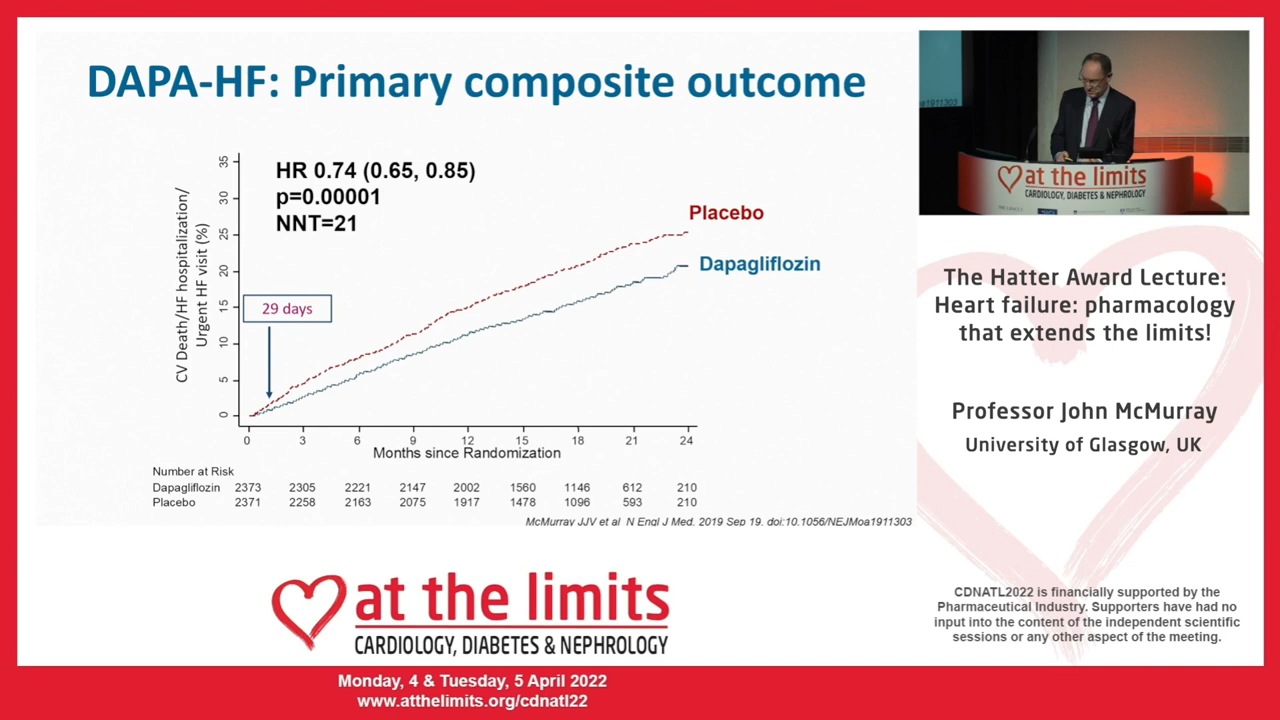 DAPA-HF: Primary composite outcome
CV Death/HF hospitalization/
Urgent HF visit (%)
35
30
25
20
15
10
5
0
HR 0.74 (0.65, 0.85)
p=0.00001
NNT=21
Placebo
Dapagliflozin
29 days
0 3 6 9 12 15 18 21 24
Months since Randomization
Number at Risk
Dapagliflozin 2373 2305 2221 2147 2002 1560 1146 612 210
Placebo 2371 2258 2163 2075 1917 1478 1096 593 210
McMurray JJV et al N Engl J Med. 2019 Sep 19. doi:10.1056/NEJMoa1911303
at the limits
CARDIOLOGY, DIABETES & NEPHROLOGY
a1911303
at the limits
CARDIOLOGY, DIABETES & NEPHROLOGY
The Hatter Award Lecture:
Heart failure: pharmacology
that extends the limits!
Professor John McMurray
University of Glasgow, UK
CDNATL2022 is financially supported by the
Pharmaceutical Industry. Supporters have had no
input into the content of the independent scientific
sessions or any other aspect of the meeting.
Monday, 4 & Tuesday, 5 April 2022
www.atthelimits.org/cdnatl22